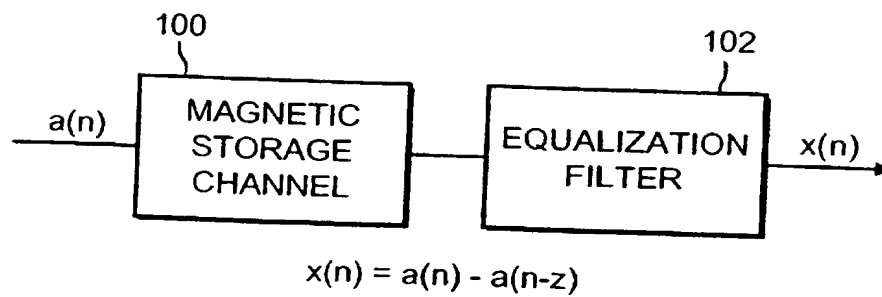 100
102
a(n)
MAGNETIC
STORAGE
CHANNEL
EQUALIZATION
FILTER
x(n)
x(n) = a(n) - a(n-z)